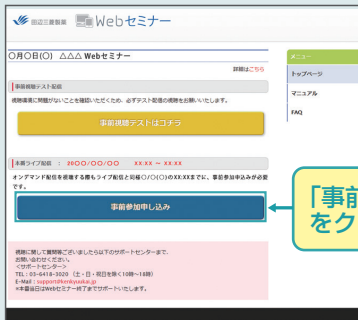 田辺三菱製薬 Webセミナー
〇月〇日(〇) △△△ Webセミナー
詳細はこちら
事前視聴テスト配信
視聴環境に問題がないことを確認いただくため、必ずテスト配信の視聴をお願いいたします。
事前視聴テストはコチラ
本番ライブ配信 : 20〇〇/〇〇/〇〇 XX:XX ~ XX:XX
オンデマンド配信を視聴する際もライブ配信と同様〇/〇(〇)のXX:XXまでに、事前参加申込みが必要
です。
事前参加申し込み
視聴に関して質問等ございましたら以下のサポートセンターまで、
お問い合わせください。
<サポートセンター>
TEL:03-6418-3020 (土・日・祝日を除く10時~18時)
E-Mail:support@kenkyuukai.jp
※本番当日はWebセミナー終了までサポートいたします。
メニュー
トップページ
マニュアル
FAQ
「事前
をク